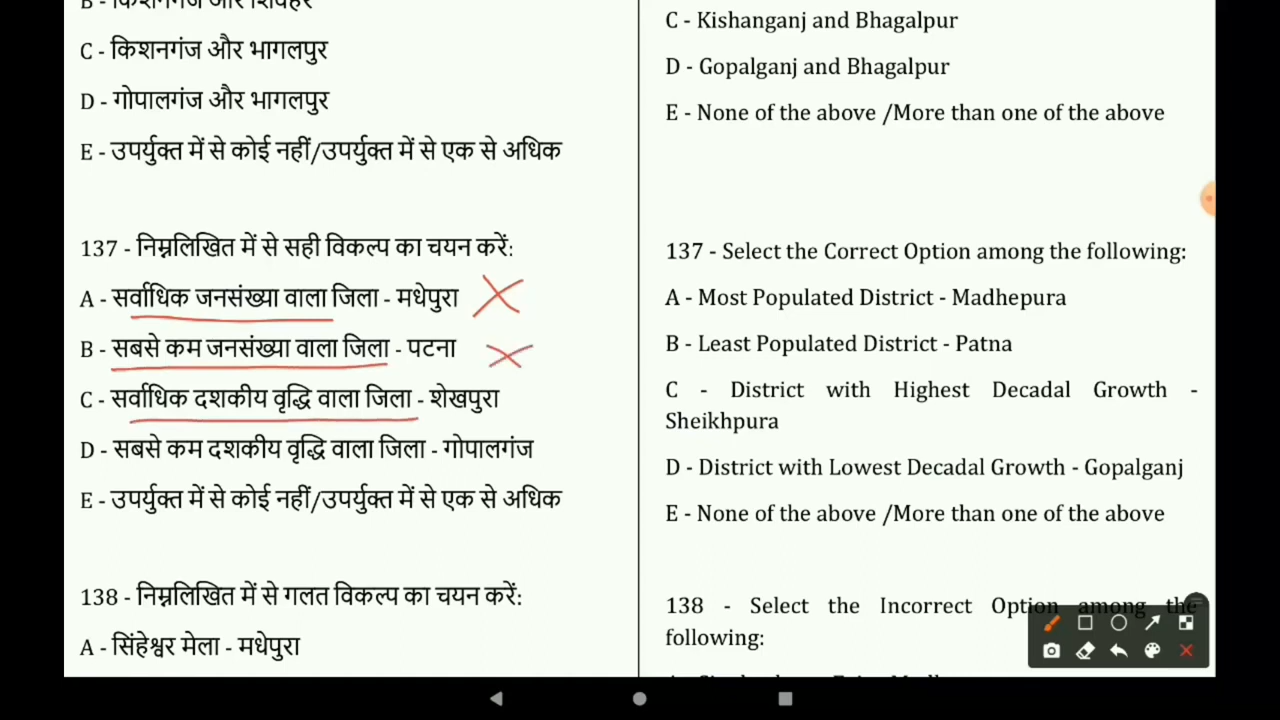 C - किशनगंज और भागलपुर
D - गोपालगंज और भागलपुर
E - उपर्युक्त में से कोई नहीं/उपर्युक्त में से एक से अधिक
137 - निम्नलिखित में से सही विकल्प का चयन करें:
A - सर्वाधिक जनसंख्या वाला जिला - मधेपुरा
B - सबसे कम जनसंख्या वाला जिला - पटना
C - सर्वाधिक दशकीय वृद्धि वाला जिला - शेखपुरा
D - सबसे कम दशकीय वृद्धि वाला जिला - गोपालगंज
E - उपर्युक्त में से कोई नहीं/उपर्युक्त में से एक से अधिक
138 - निम्नलिखित में से गलत विकल्प का चयन करें:
A - सिंहेश्वर मेला - मधेपुरा
C - Kishanganj and Bhagalpur
D - Gopalganj and Bhagalpur
E - None of the above /More than one of the above
137 - Select the Correct Option among the following:
A - Most Populated District - Madhepura
B - Least Populated District - Patna
C - District with Highest Decadal Growth -
Sheikhpura
D - District with Lowest Decadal Growth - Gopalganj
E - None of the above /More than one of the above
138 - Select the Incorrect Option among the
following: